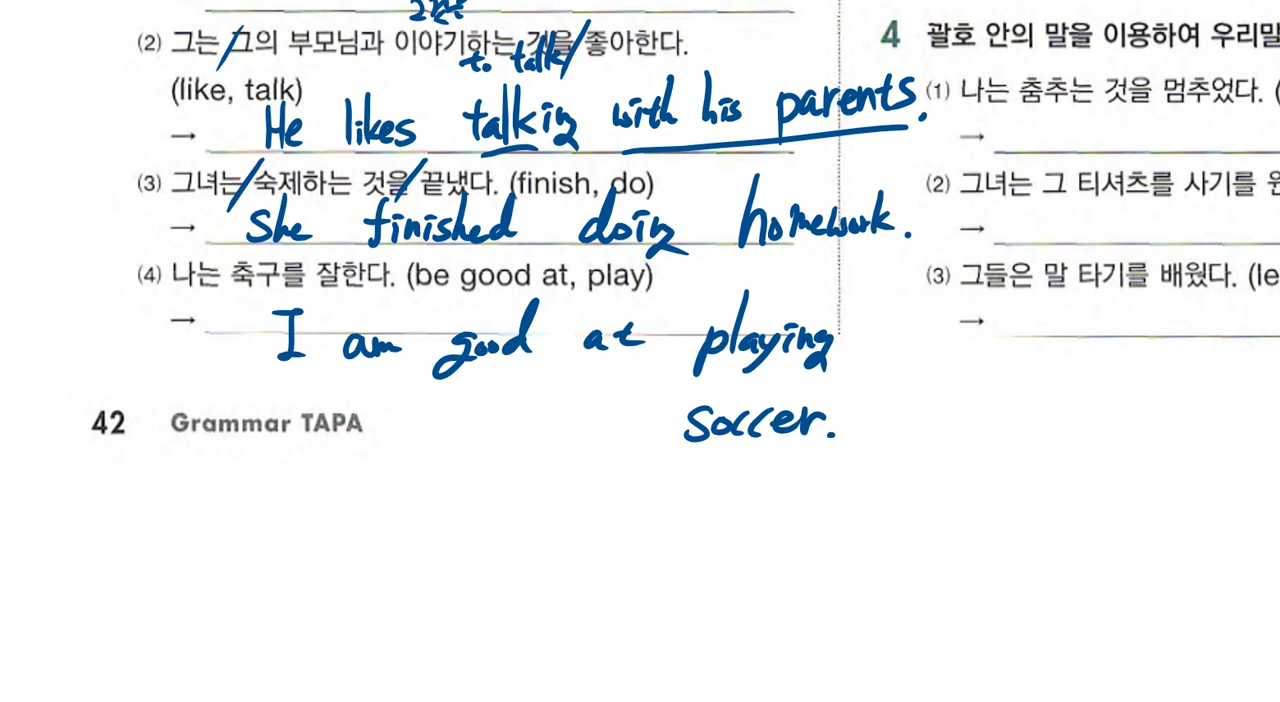 (2) 그는 그의 부모님과 이야기하는 것을 좋아한다.
to talk
(like, talk)
→ He likes talking with his parents.
(3) 그녀는 숙제하는 것을 끝냈다. (finish, do)
→ She finished doing homework.
(4) 나는 축구를 잘한다. (be good at, play)
→ I am good at playing
soccer.
42 Grammar TAPA
4 괄호 안의 말을 이용하여 우리말
(1) 나는 춤추는 것을 멈추었다. (
→
(2) 그녀는 그 티셔츠를 사기를 원
→
(3) 그들은 말 타기를 배웠다. (le
→